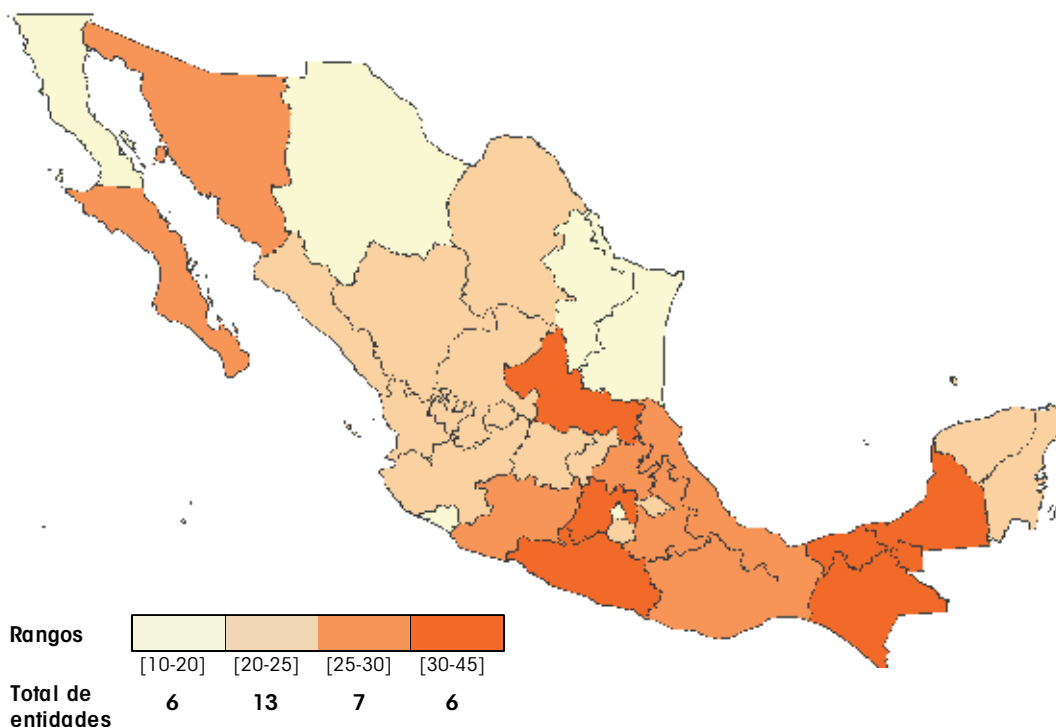 Rangos
[10-20] [20-25] [25-30] [30-45]
Total de
entidades
6 13 7 6